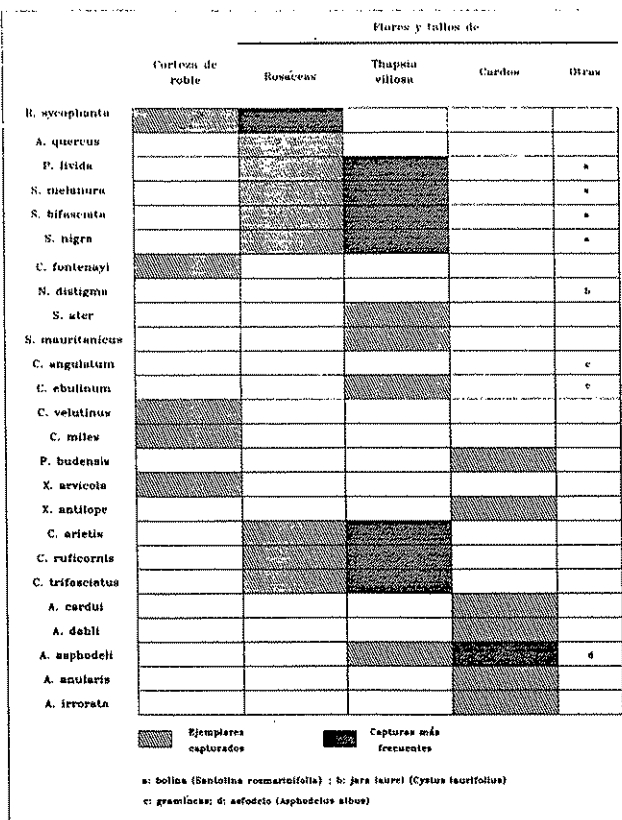 Flores y tallos de
Corteza de roble Rosáceas Thapsia villosa Cardos Otras
R. sycophanta
A. quercus
P. livida a
S. melanura a
S. bifasciata a
S. nigra a
C. fontenayi
N. distigma b
S. ater
S. mauritanicus
C. angulatum c
C. ebulinum c
C. velutinus
C. miles
P. budensis
X. arvicola
X. antilope
C. arietis
C. ruficornis
C. trifasciatus
A. cardui
A. dahli
A. asphodeli d
A. anularis
A. irrorata
Ejemplares capturados Capturas más frecuentes
a: bolina (Santolina rosmarinifolia) ; b: jara laurel (Cystus laurifolius)
c: gramíneas; d: asfodelo (Asphodelus albus)